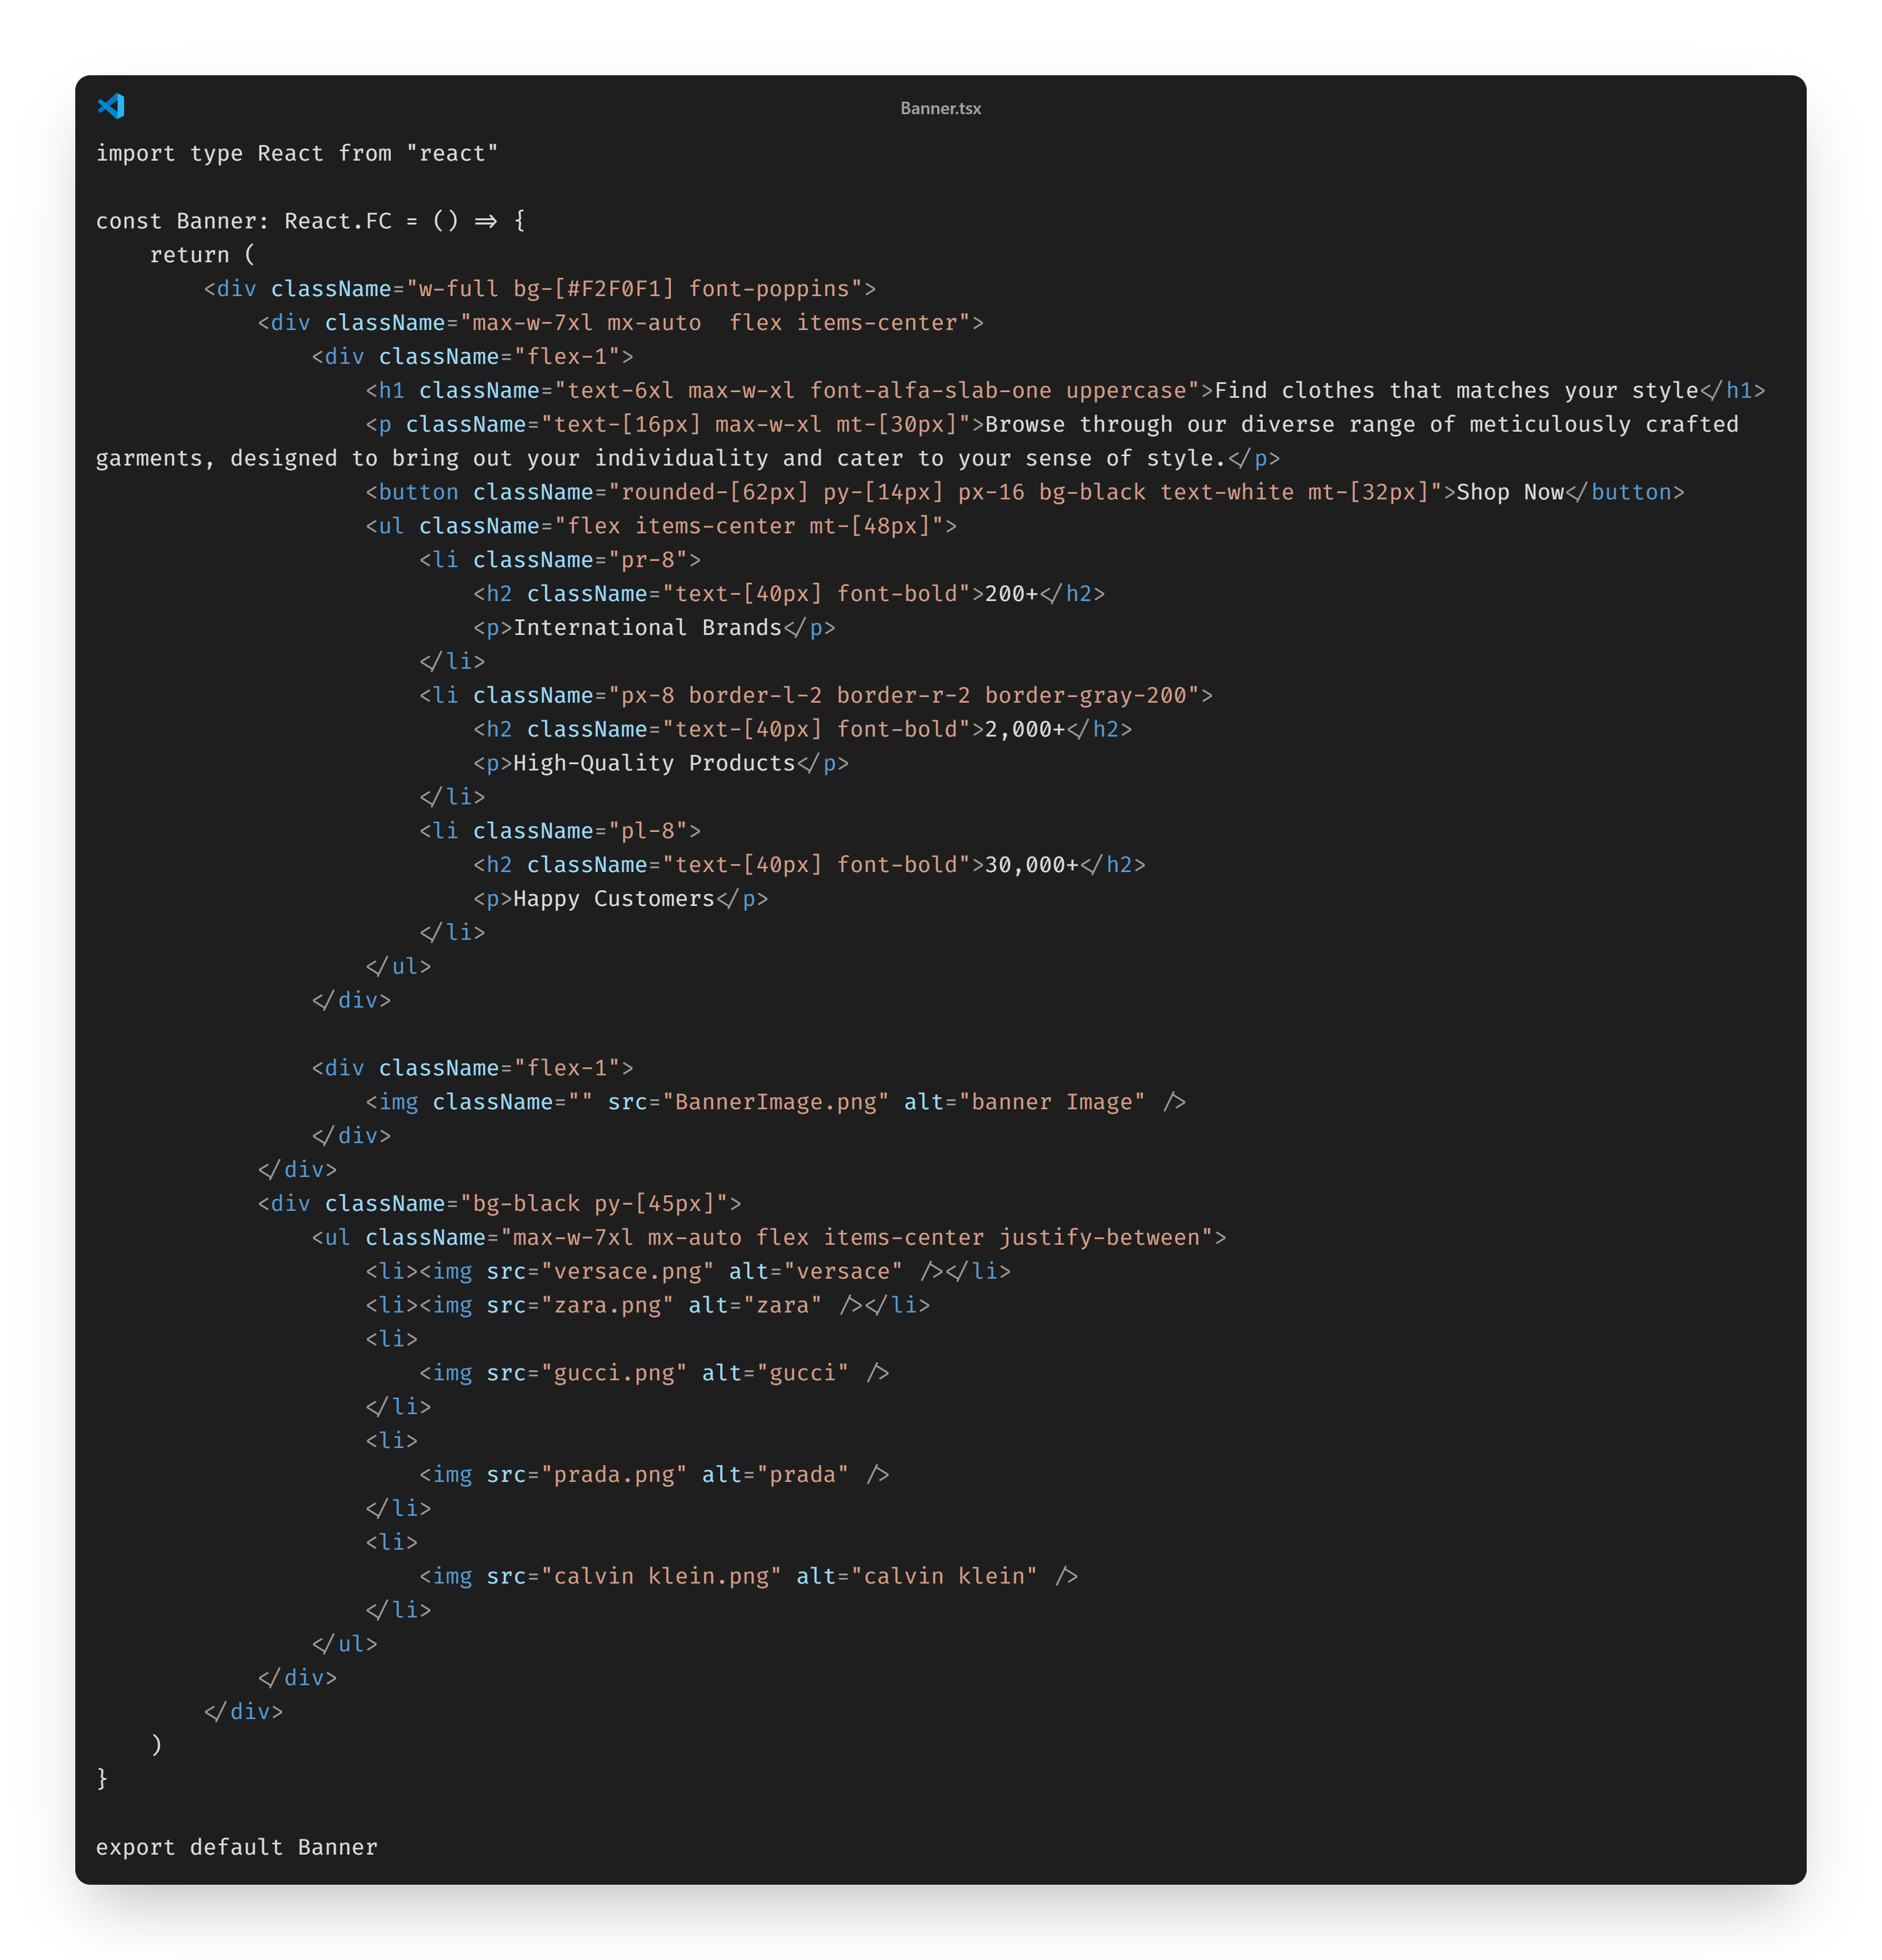 Banner.tsx
import type React from "react"

const Banner: React.FC = () => {
    return (
        <div className="w-full bg-[#F2F0F1] font-poppins">
            <div className="max-w-7xl mx-auto  flex items-center">
                <div className="flex-1">
                    <h1 className="text-6xl max-w-xl font-alfa-slab-one uppercase">Find clothes that matches your style</h1>
                    <p className="text-[16px] max-w-xl mt-[30px]">Browse through our diverse range of meticulously crafted
garments, designed to bring out your individuality and cater to your sense of style.</p>
                    <button className="rounded-[62px] py-[14px] px-16 bg-black text-white mt-[32px]">Shop Now</button>
                    <ul className="flex items-center mt-[48px]">
                        <li className="pr-8">
                            <h2 className="text-[40px] font-bold">200+</h2>
                            <p>International Brands</p>
                        </li>
                        <li className="px-8 border-l-2 border-r-2 border-gray-200">
                            <h2 className="text-[40px] font-bold">2,000+</h2>
                            <p>High-Quality Products</p>
                        </li>
                        <li className="pl-8">
                            <h2 className="text-[40px] font-bold">30,000+</h2>
                            <p>Happy Customers</p>
                        </li>
                    </ul>
                </div>

                <div className="flex-1">
                    <img className="" src="BannerImage.png" alt="banner Image" />
                </div>
            </div>
            <div className="bg-black py-[45px]">
                <ul className="max-w-7xl mx-auto flex items-center justify-between">
                    <li><img src="versace.png" alt="versace" /></li>
                    <li><img src="zara.png" alt="zara" /></li>
                    <li>
                        <img src="gucci.png" alt="gucci" />
                    </li>
                    <li>
                        <img src="prada.png" alt="prada" />
                    </li>
                    <li>
                        <img src="calvin klein.png" alt="calvin klein" />
                    </li>
                </ul>
            </div>
        </div>
    )
}

export default Banner